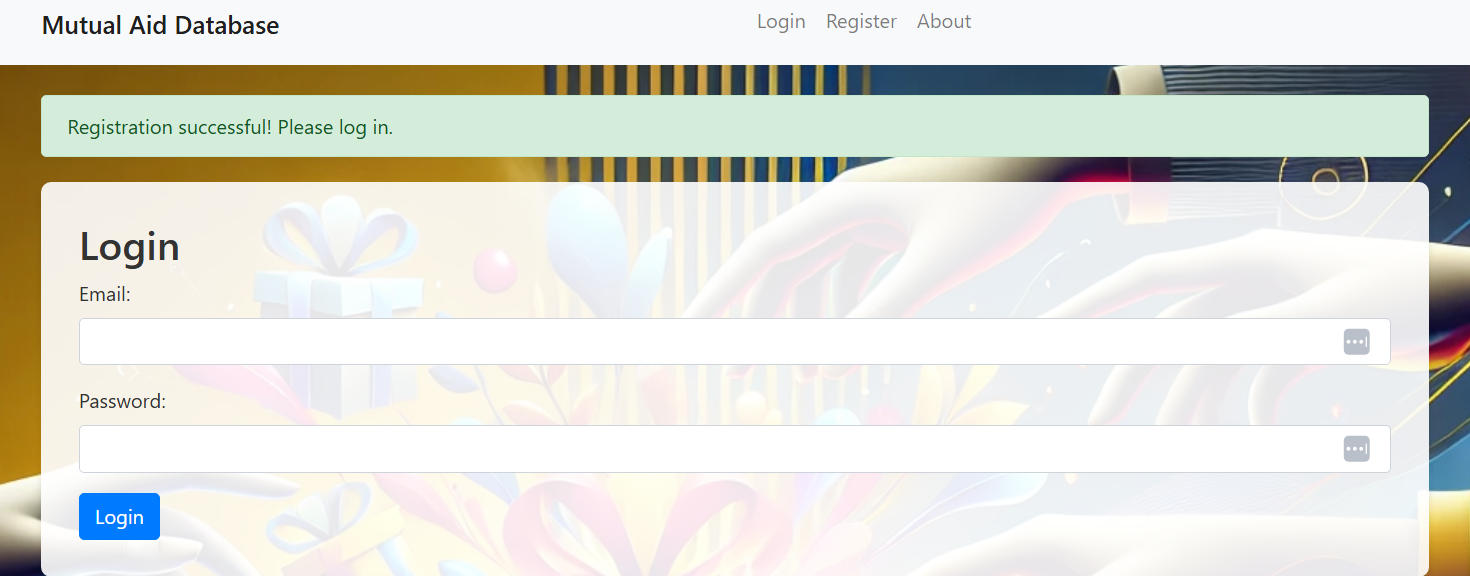 Mutual Aid Database
Login Register About
Registration successful! Please log in.
Login
Email:
Password:
Login